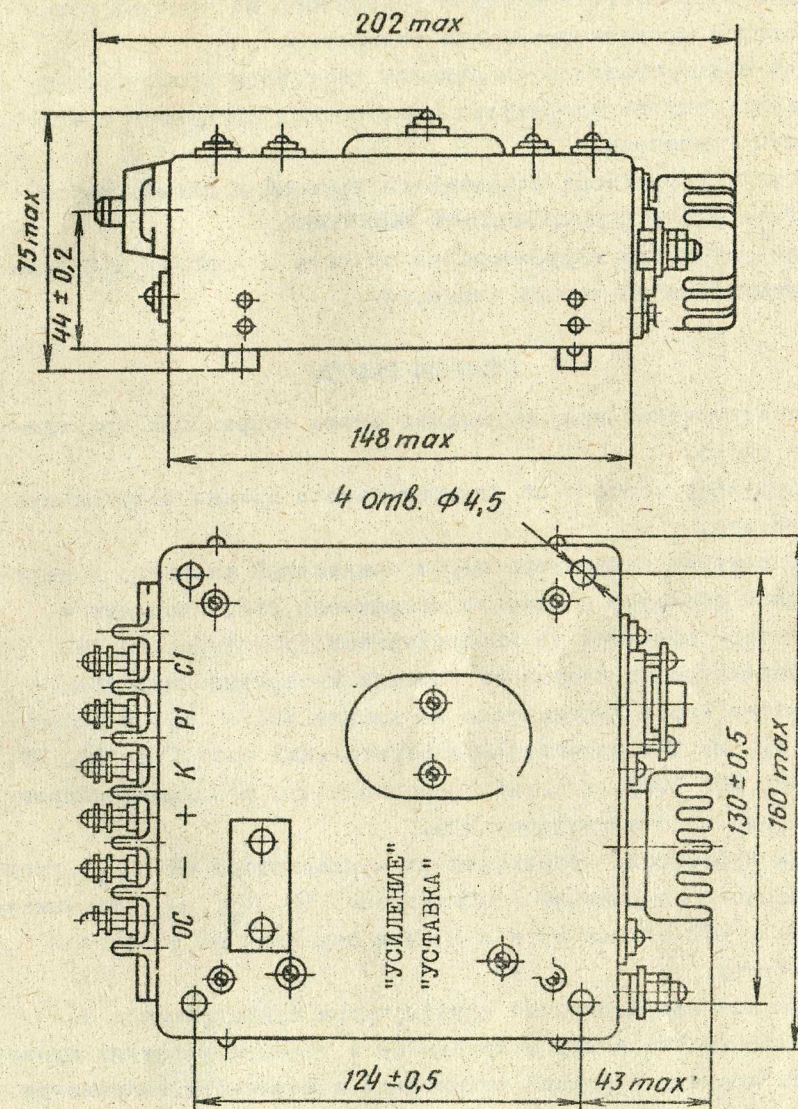 202 max
75 max
44 ± 0,2
148 max
4 отв. ф 4,5
С1
Р1
К
+
−
ОС
"УСИЛЕНИЕ"
"УСТАВКА"
130 ± 0,5
160 max
124 ± 0,5
43 max